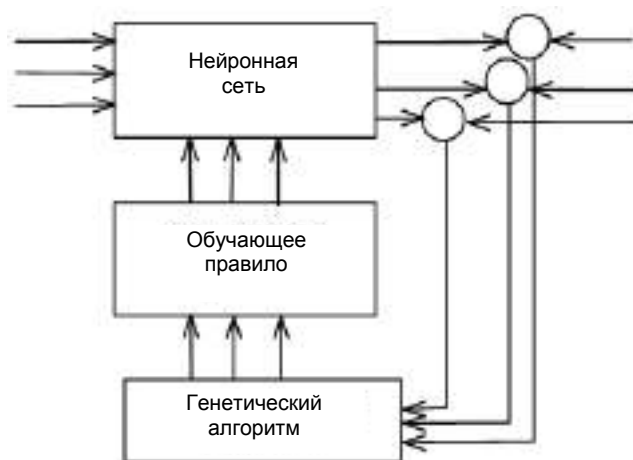 Нейронная
сеть
Обучающее
правило
Генетический
алгоритм